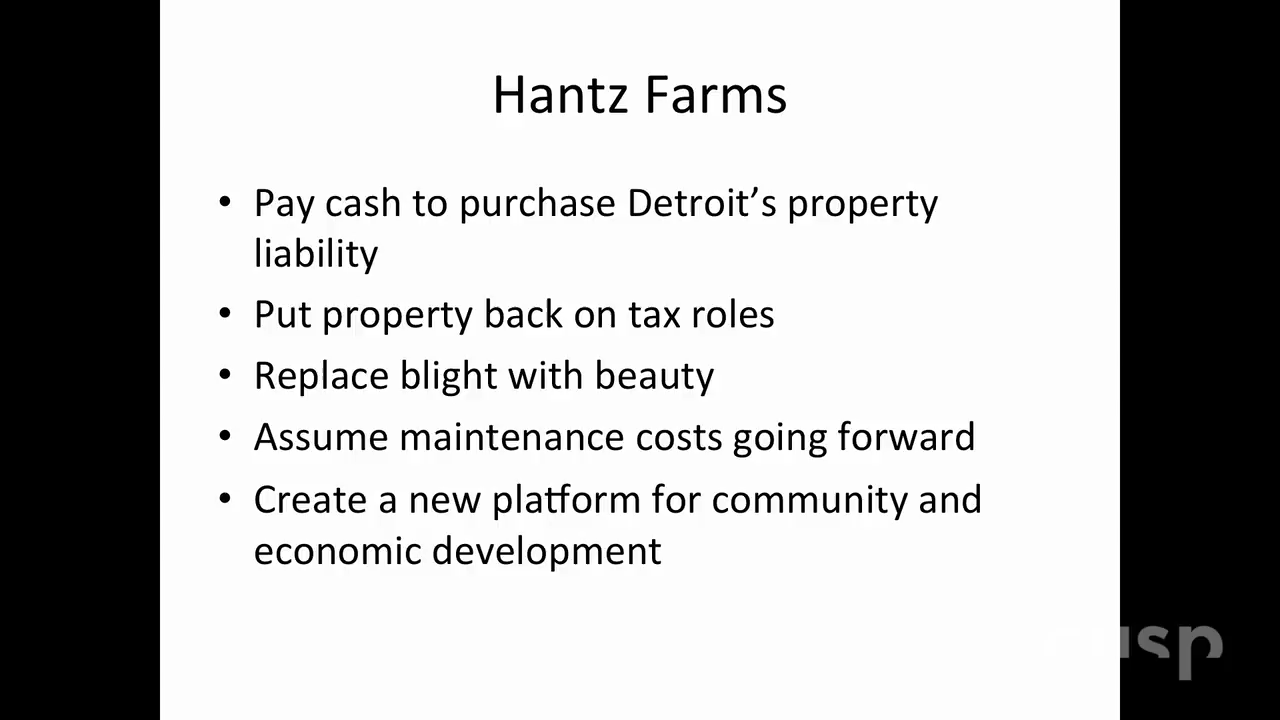 Hantz Farms
• Pay cash to purchase Detroit’s property
liability
• Put property back on tax roles
• Replace blight with beauty
• Assume maintenance costs going forward
• Create a new platform for community and
economic development
cusp